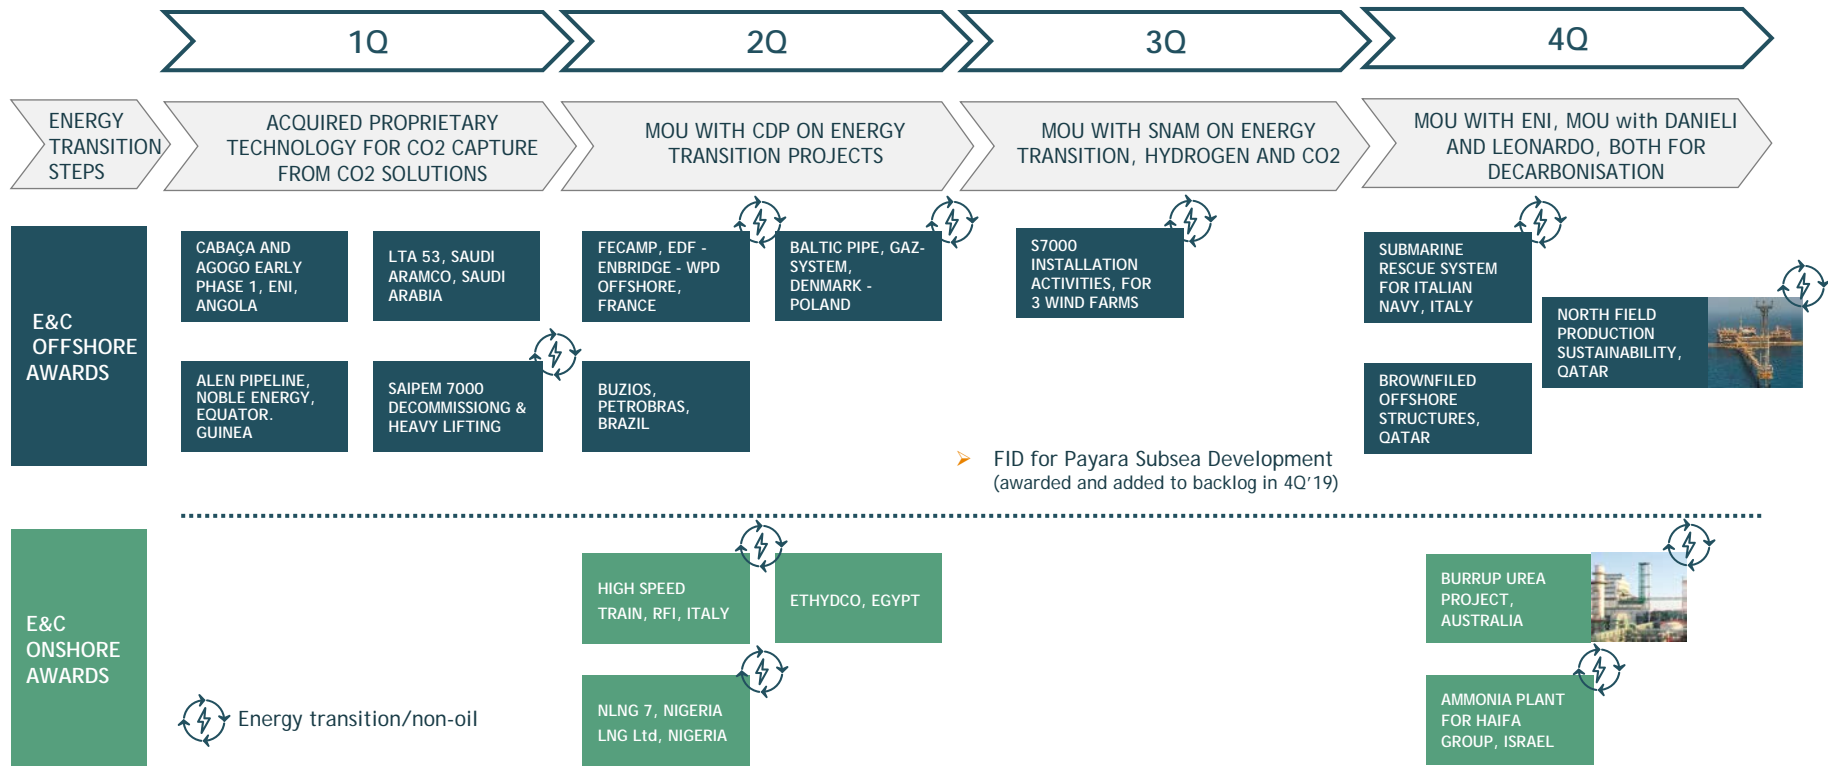 1Q
2Q
3Q
4Q
ENERGY
TRANSITION
STEPS
ACQUIRED PROPRIETARY
TECHNOLOGY FOR CO2 CAPTURE
FROM CO2 SOLUTIONS
MOU WITH CDP ON ENERGY
TRANSITION PROJECTS
MOU WITH SNAM ON ENERGY
TRANSITION, HYDROGEN AND CO2
MOU WITH ENI, MOU with DANIELI
AND LEONARDO, BOTH FOR
DECARBONISATION
E&C
OFFSHORE
AWARDS
CABAÇA AND
AGOGO EARLY
PHASE 1, ENI,
ANGOLA
LTA 53, SAUDI
ARAMCO, SAUDI
ARABIA
FECAMP, EDF -
ENBRIDGE - WPD
OFFSHORE,
FRANCE
BALTIC PIPE, GAZ-
SYSTEM,
DENMARK -
POLAND
S7000
INSTALLATION
ACTIVITIES, FOR
3 WIND FARMS
SUBMARINE
RESCUE SYSTEM
FOR ITALIAN
NAVY, ITALY
NORTH FIELD
PRODUCTION
SUSTAINABILITY,
QATAR
ALEN PIPELINE,
NOBLE ENERGY,
EQUATOR.
GUINEA
SAIPEM 7000
DECOMMISSIONG &
HEAVY LIFTING
BUZIOS,
PETROBRAS,
BRAZIL
BROWNFILED
OFFSHORE
STRUCTURES,
QATAR
FID for Payara Subsea Development
(awarded and added to backlog in 4Q'19)
E&C
ONSHORE
AWARDS
HIGH SPEED
TRAIN, RFI, ITALY
ETHYDCO, EGYPT
BURRUP UREA
PROJECT,
AUSTRALIA
NLNG 7, NIGERIA
LNG Ltd, NIGERIA
AMMONIA PLANT
FOR HAIFA
GROUP, ISRAEL
Energy transition/non-oil